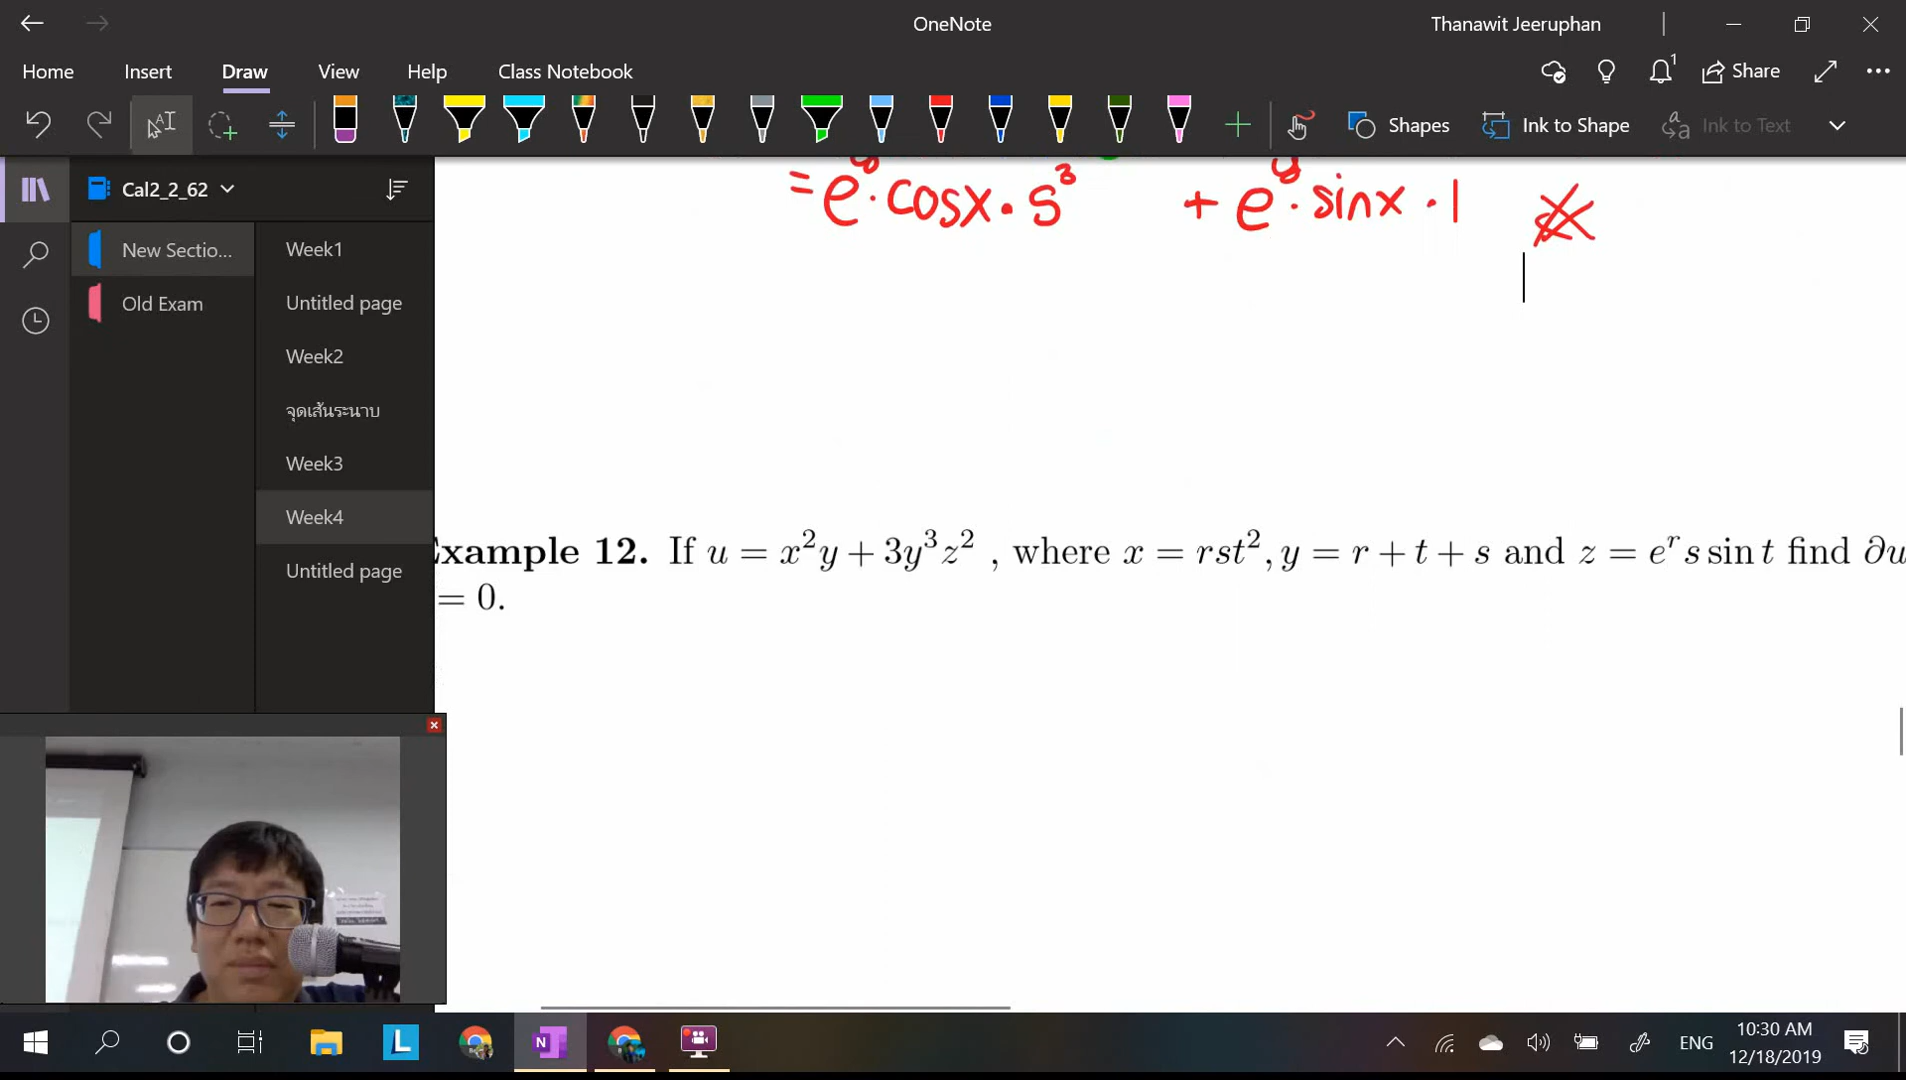 OneNote
Thanawit Jeeruphan
Home Insert Draw View Help Class Notebook
1 Share
Shapes Ink to Shape Ink to Text
Cal2_2_62
New Sectio...
Old Exam
Week1
Untitled page
Week2
จุดเส้นระนาบ
Week3
Week4
Untitled page
= e^y · cosx · s³ + e^y · sinx · 1
Example 12. If u = x²y + 3y³z² , where x = rst², y = r + t + s and z = eʳs sin t find ∂u
= 0.
ENG
10:30 AM
12/18/2019